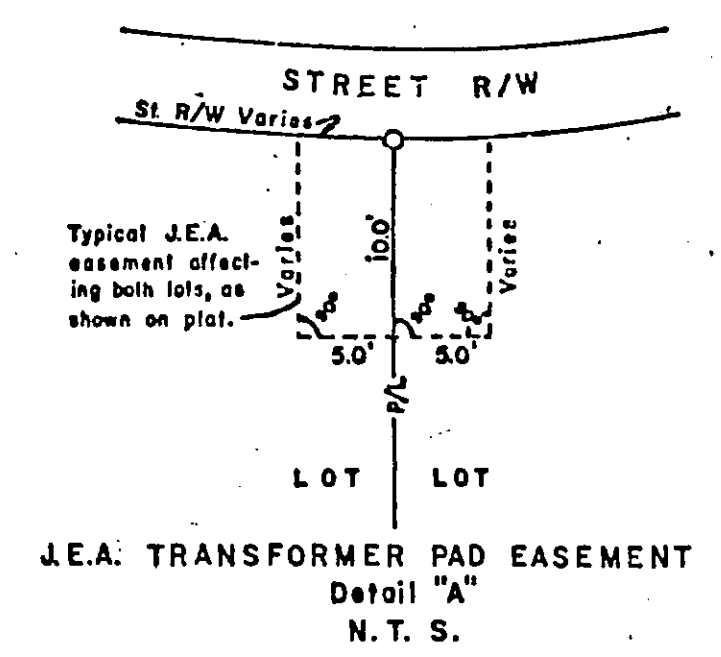 STREET R/W
St. R/W Varies
Typical J.E.A.
easement affect-
ing both lots, as
shown on plat.
Varies
10.0'
Varies
90°
90°
90°
5.0'
5.0'
P/L
LOT
LOT
J.E.A. TRANSFORMER PAD EASEMENT
Detail "A"
N. T. S.